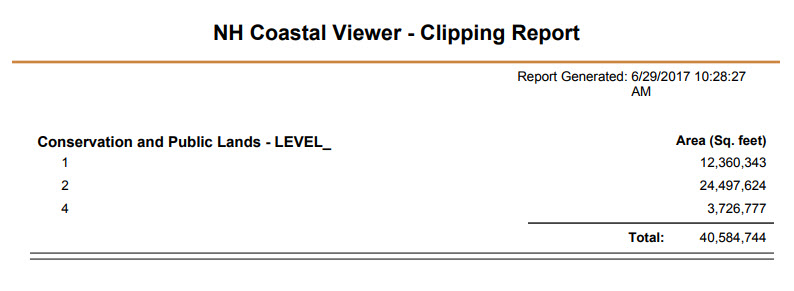 NH Coastal Viewer - Clipping Report
Report Generated: 6/29/2017 10:28:27
AM
Conservation and Public Lands - LEVEL_ Area (Sq. feet)
1 12,360,343
2 24,497,624
4 3,726,777
Total: 40,584,744